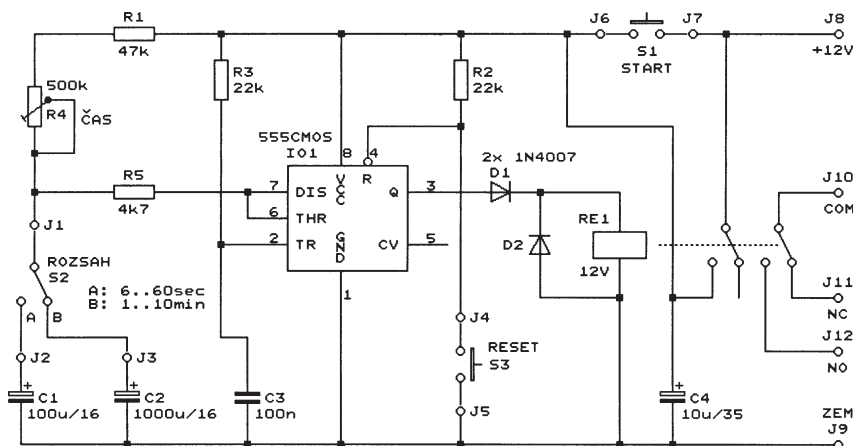 R1
47k
J6
J7
J8
S1
START
+12V
500k
R4
ČAS
R3
22k
R2
22k
555CMOS
IO1
8
4
2x 1N4007
D1
R5
4k7
7
6
2
DIS
THR
TR
VCC
R
Q
GND
CV
3
5
1
D2
RE1
12V
J10
COM
J1
ROZSAH
S2
A: 6..60sec
B: 1..10min
A
B
J11
NC
J4
J12
NO
RESET
S3
J2
J3
C1
100u/16
C2
1000u/16
C3
100n
J5
C4
10u/35
ZEM
J9